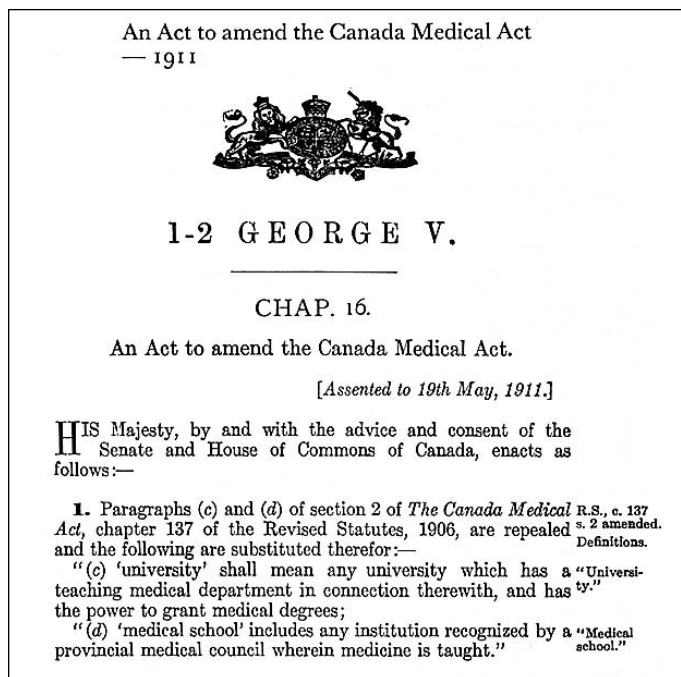 An Act to amend the Canada Medical Act
— 1911
1-2 GEORGE V.
CHAP. 16.
An Act to amend the Canada Medical Act.
[Assented to 19th May, 1911.]
HIS Majesty, by and with the advice and consent of the
Senate and House of Commons of Canada, enacts as
follows:—
1. Paragraphs (c) and (d) of section 2 of The Canada Medical
Act, chapter 137 of the Revised Statutes, 1906, are repealed
and the following are substituted therefor:—
R.S., c. 137
s. 2 amended.
Definitions.
"(c) 'university' shall mean any university which has a
teaching medical department in connection therewith, and has
the power to grant medical degrees;
"Universi-
ty."
"(d) 'medical school' includes any institution recognized by a
provincial medical council wherein medicine is taught."
"Medical
school."